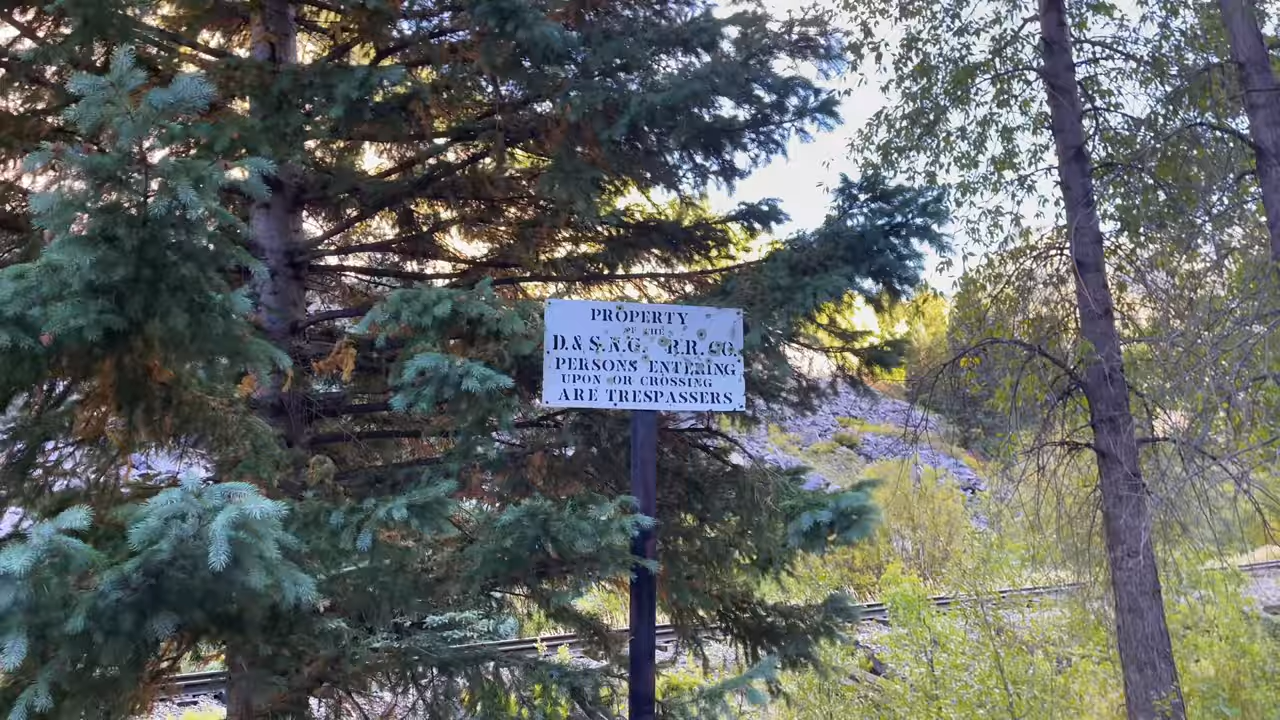 PROPERTY
OF THE
D. & S. N. G. R.R. CO.
PERSONS ENTERING
UPON OR CROSSING
ARE TRESPASSERS